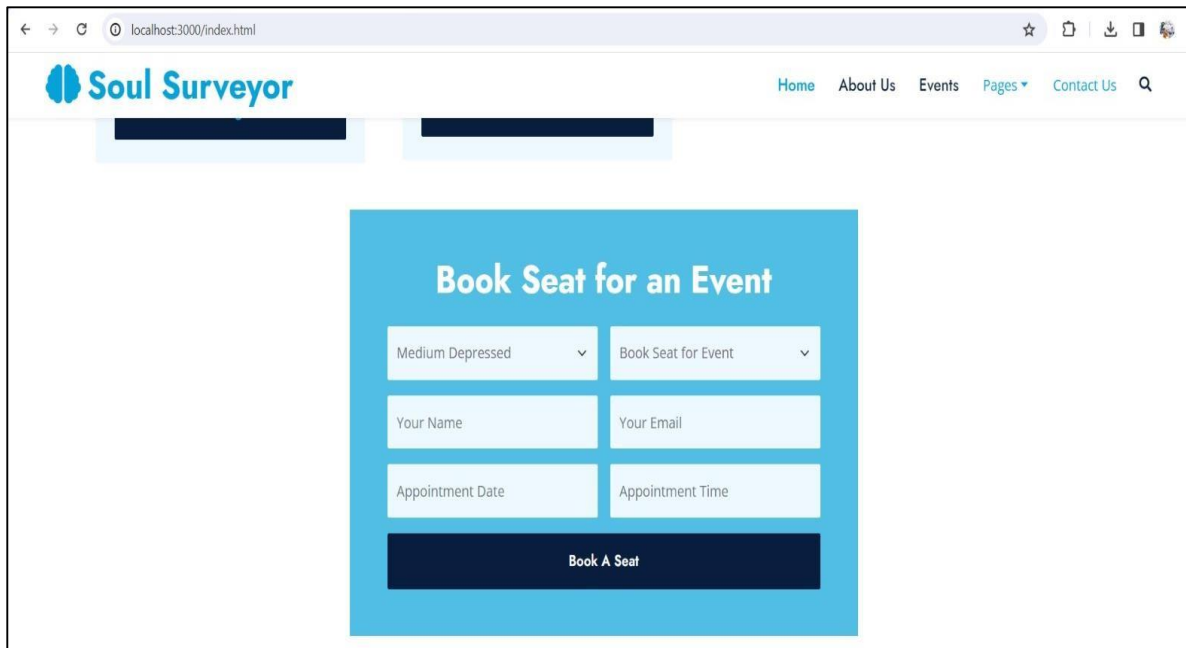 localhost:3000/index.html
Soul Surveyor Home About Us Events Pages Contact Us
Book Seat for an Event
Medium Depressed Book Seat for Event
Your Name Your Email
Appointment Date Appointment Time
Book A Seat